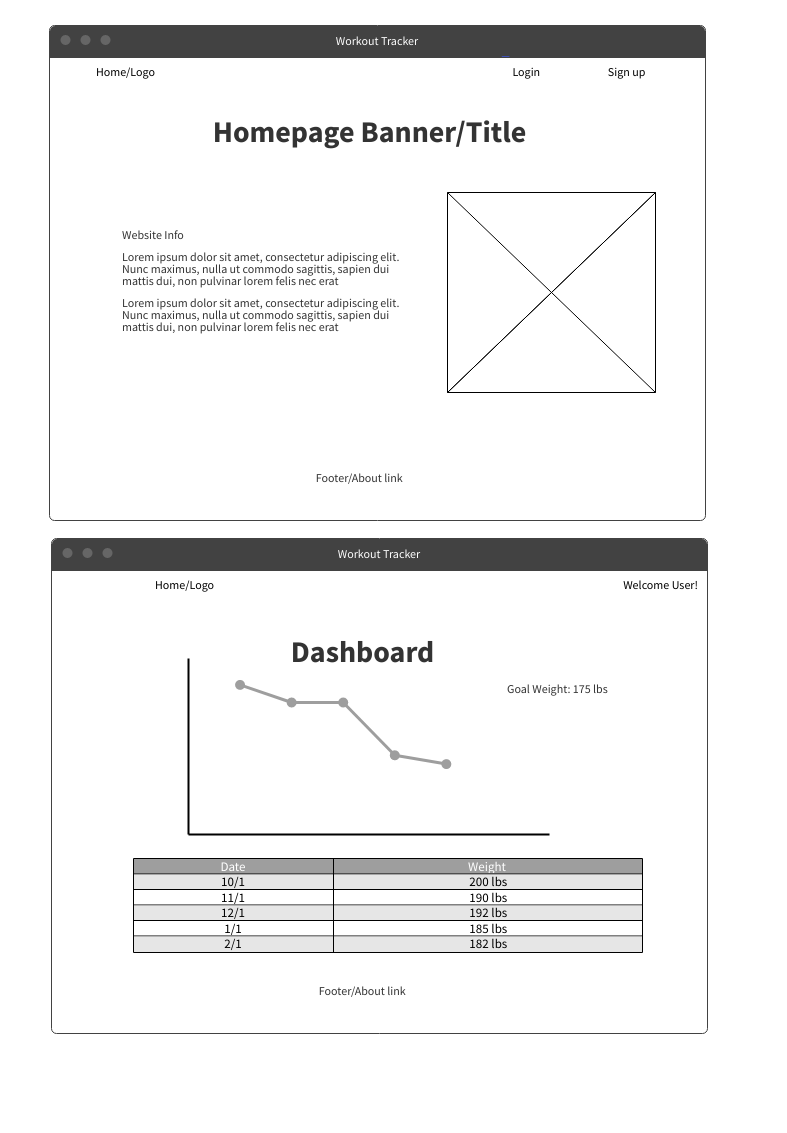 Workout Tracker
Home/Logo Login Sign up
Homepage Banner/Title
Website Info
Lorem ipsum dolor sit amet, consectetur adipiscing elit.
Nunc maximus, nulla ut commodo sagittis, sapien dui
mattis dui, non pulvinar lorem felis nec erat
Lorem ipsum dolor sit amet, consectetur adipiscing elit.
Nunc maximus, nulla ut commodo sagittis, sapien dui
mattis dui, non pulvinar lorem felis nec erat
Footer/About link
Workout Tracker
Home/Logo Welcome User!
Dashboard
Goal Weight: 175 lbs
Date Weight
10/1 200 lbs
11/1 190 lbs
12/1 192 lbs
1/1 185 lbs
2/1 182 lbs
Footer/About link